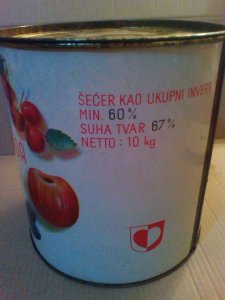 ŠEĆER KAO UKUPNI INVERT
MIN. 60%
SUHA TVAR 67%
NETTO: 10 kg